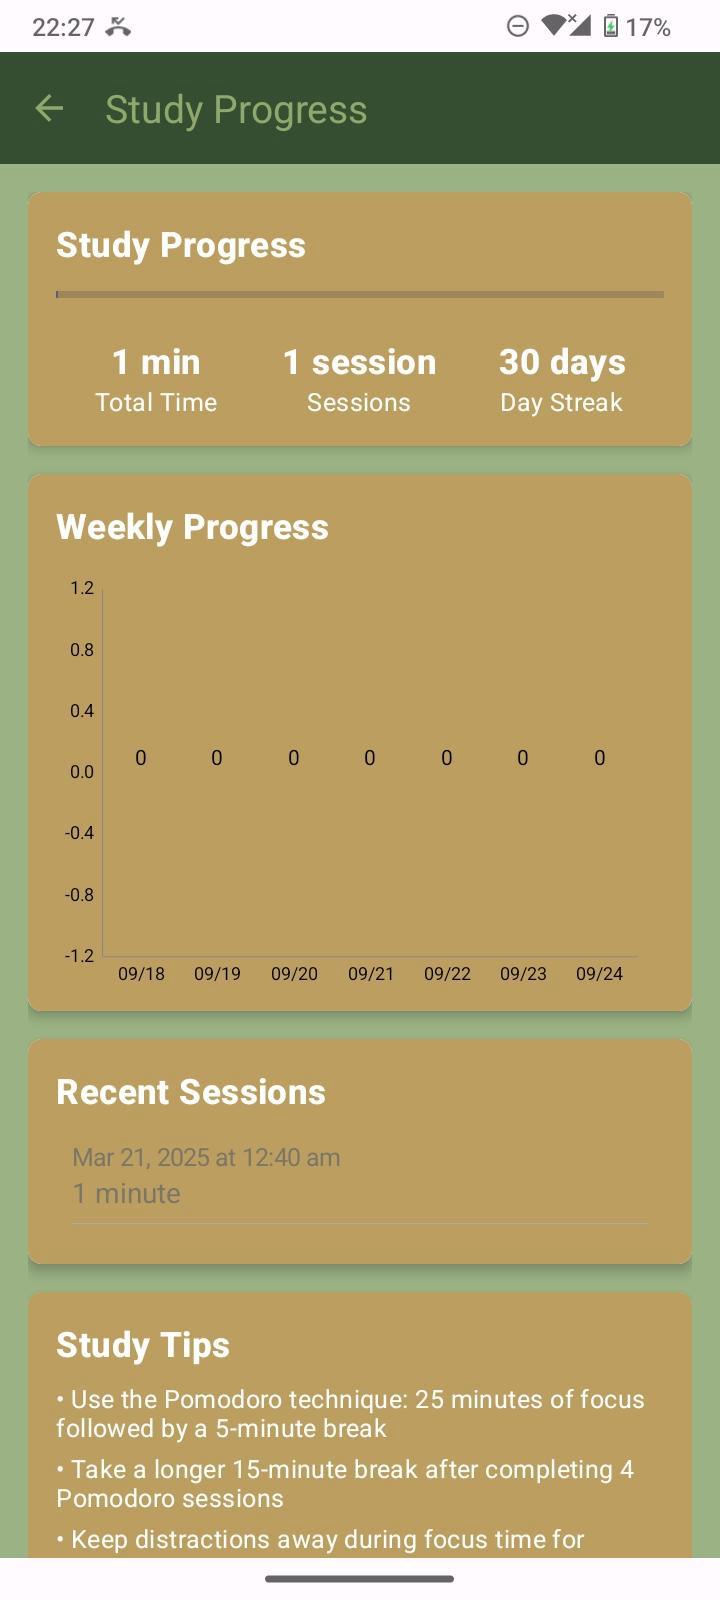 22:27
17%
Study Progress
Study Progress
1 min 1 session 30 days
Total Time Sessions Day Streak
Weekly Progress
1.2
0.8
0.4
0.0
-0.4
-0.8
-1.2
0 0 0 0 0 0 0
09/18 09/19 09/20 09/21 09/22 09/23 09/24
Recent Sessions
Mar 21, 2025 at 12:40 am
1 minute
Study Tips
• Use the Pomodoro technique: 25 minutes of focus
followed by a 5-minute break
• Take a longer 15-minute break after completing 4
Pomodoro sessions
• Keep distractions away during focus time for